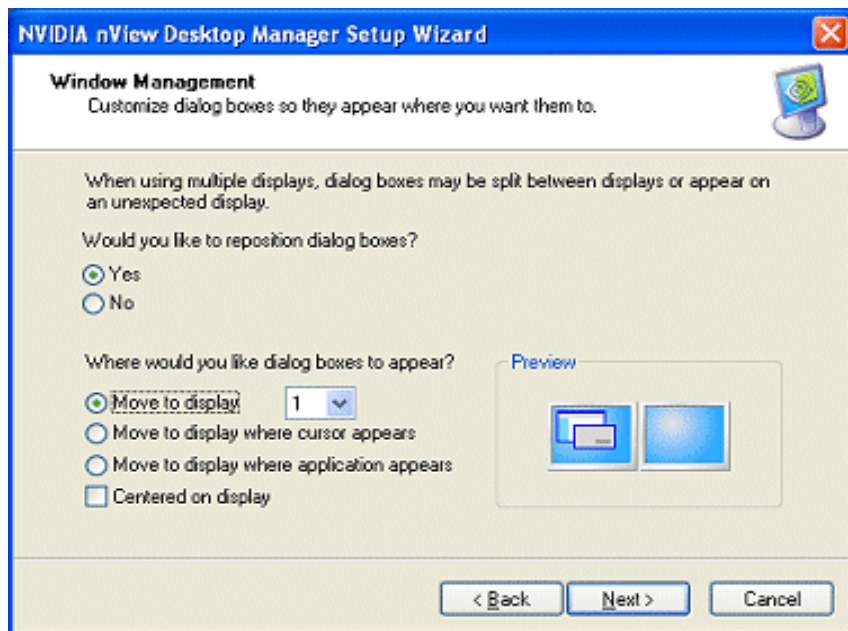 NVIDIA nView Desktop Manager Setup Wizard
Window Management
Customize dialog boxes so they appear where you want them to.
When using multiple displays, dialog boxes may be split between displays or appear on
an unexpected display.
Would you like to reposition dialog boxes?
Yes
No
Where would you like dialog boxes to appear?
Preview
Move to display 1
Move to display where cursor appears
Move to display where application appears
Centered on display
< Back Next > Cancel